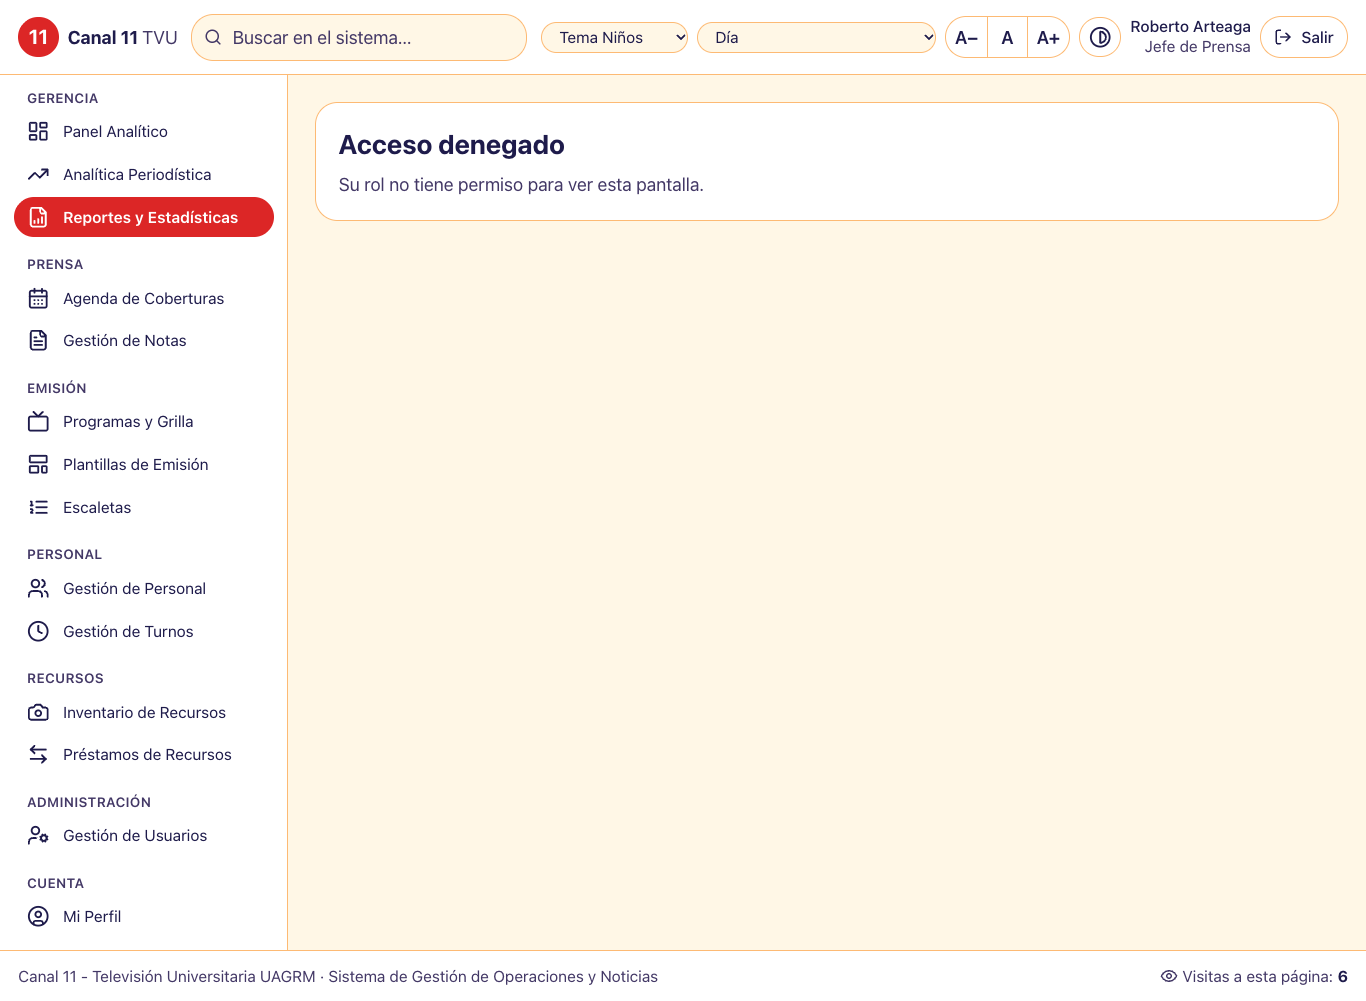 11 Canal 11 TVU
Buscar en el sistema...
Tema Niños
Día
A− A A+
Roberto Arteaga
Jefe de Prensa
Salir
GERENCIA
Panel Analítico
Analítica Periodística
Reportes y Estadísticas
PRENSA
Agenda de Coberturas
Gestión de Notas
EMISIÓN
Programas y Grilla
Plantillas de Emisión
Escaletas
PERSONAL
Gestión de Personal
Gestión de Turnos
RECURSOS
Inventario de Recursos
Préstamos de Recursos
ADMINISTRACIÓN
Gestión de Usuarios
CUENTA
Mi Perfil
Acceso denegado
Su rol no tiene permiso para ver esta pantalla.
Canal 11 - Televisión Universitaria UAGRM · Sistema de Gestión de Operaciones y Noticias
Visitas a esta página: 6